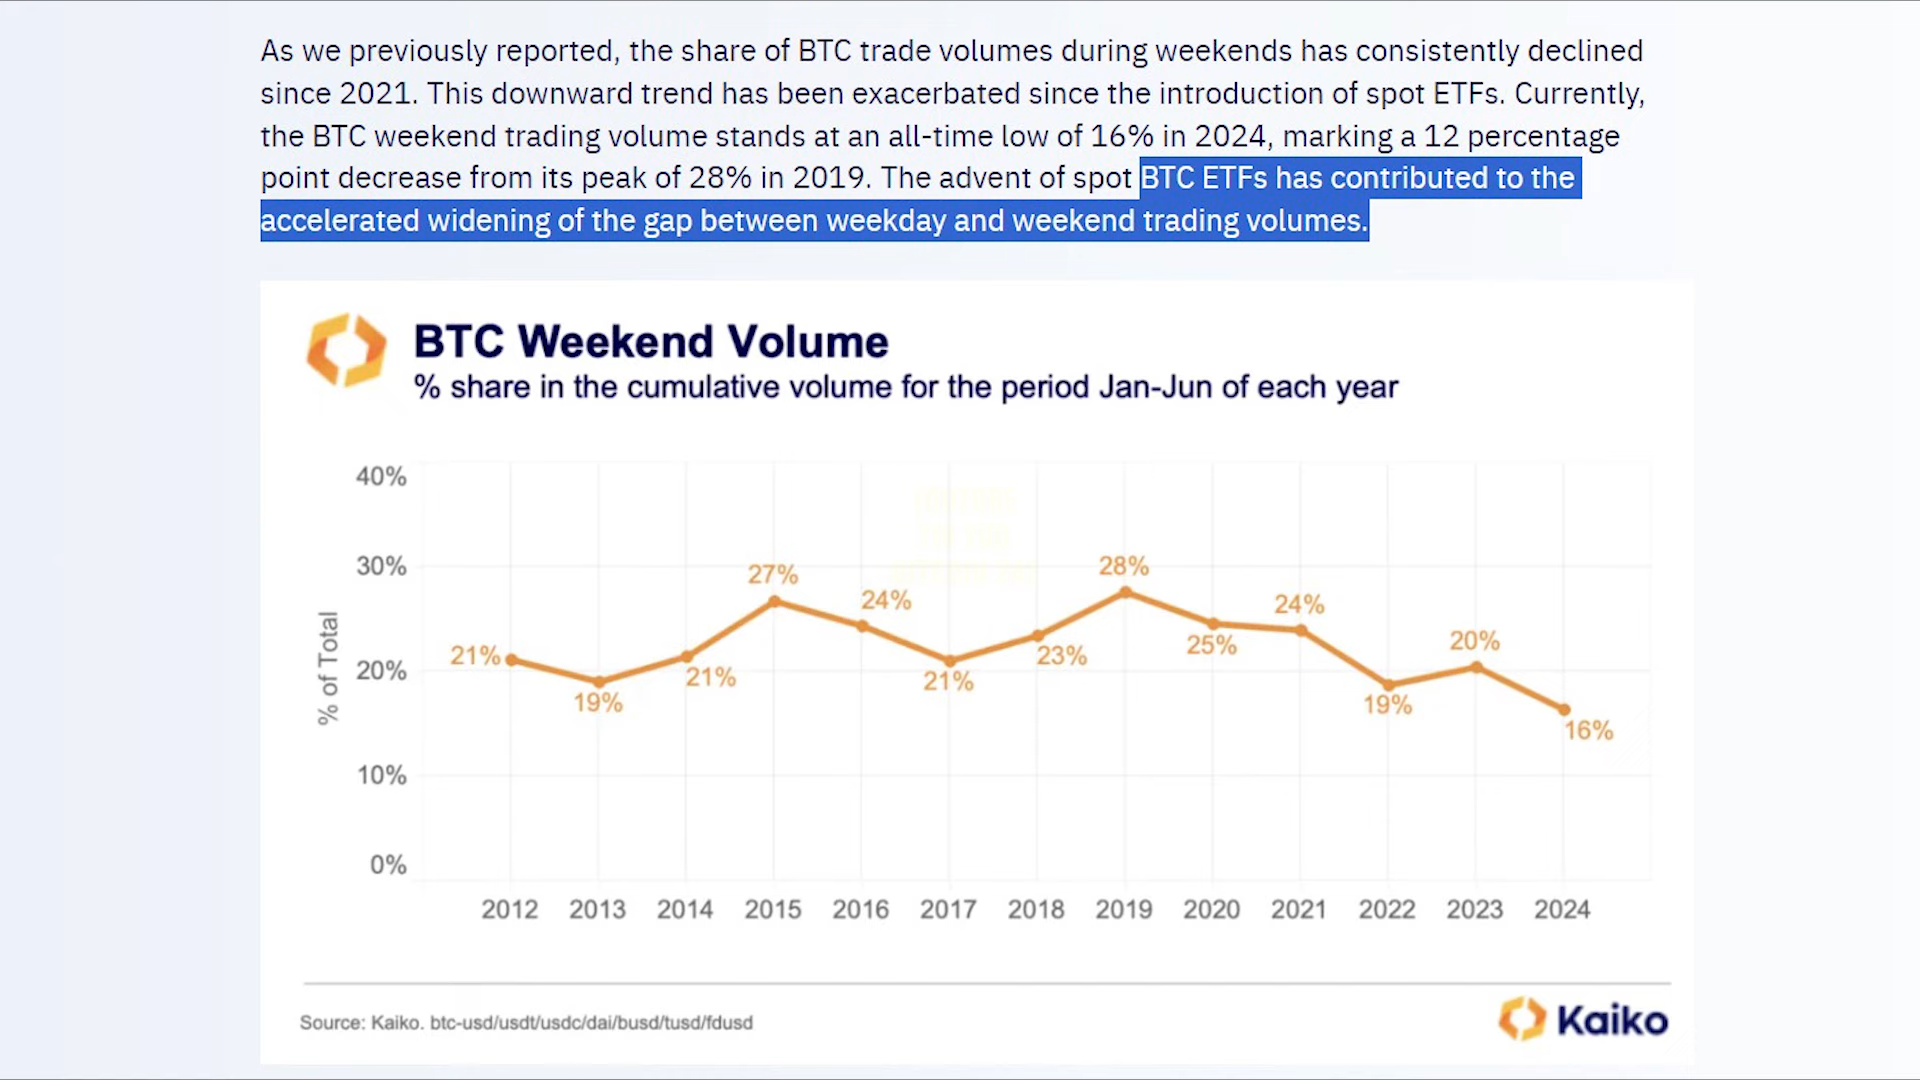 As we previously reported, the share of BTC trade volumes during weekends has consistently declined
since 2021. This downward trend has been exacerbated since the introduction of spot ETFs. Currently,
the BTC weekend trading volume stands at an all-time low of 16% in 2024, marking a 12 percentage
point decrease from its peak of 28% in 2019. The advent of spot BTC ETFs has contributed to the
accelerated widening of the gap between weekday and weekend trading volumes.
BTC Weekend Volume
% share in the cumulative volume for the period Jan-Jun of each year
% of Total
40%
30%
20%
10%
0%
21%
19%
21%
27%
24%
21%
23%
28%
25%
24%
19%
20%
16%
2012 2013 2014 2015 2016 2017 2018 2019 2020 2021 2022 2023 2024
Source: Kaiko. btc-usd/usdt/usdc/dai/busd/tusd/fdusd
Kaiko